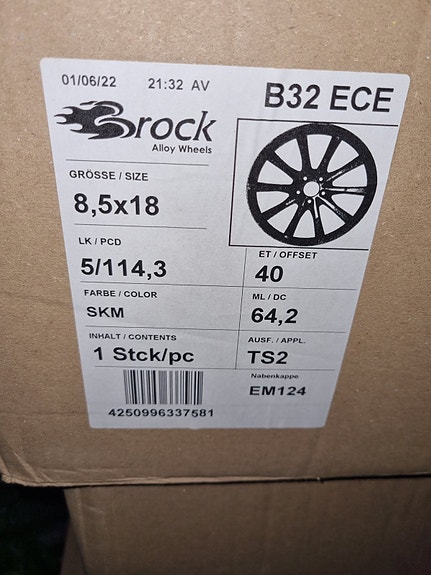 01/06/22 21:32 AV
B32 ECE
Brock
Alloy Wheels
GRÖSSE / SIZE
8,5x18
LK / PCD
5/114,3
ET / OFFSET
40
FARBE / COLOR
SKM
ML / DC
64,2
INHALT / CONTENTS
1 Stck/pc
AUSF. / APPL.
TS2
Nabenkappe
EM124
4250996337581